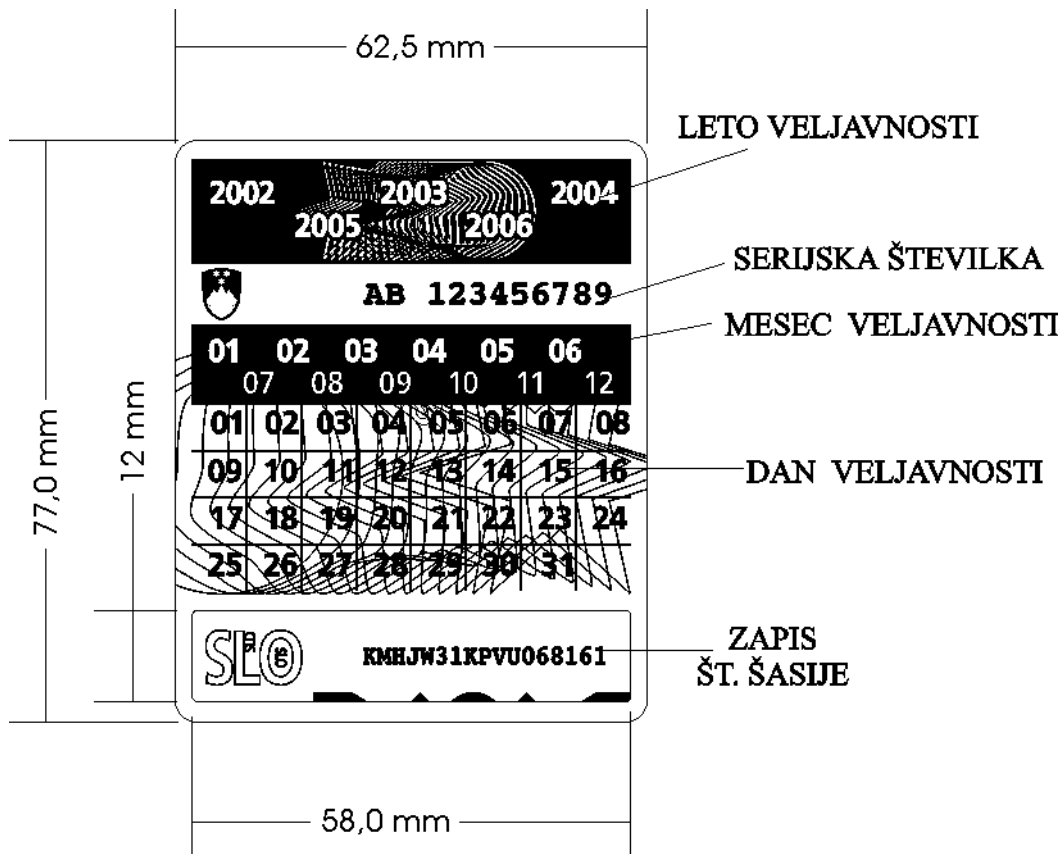 62,5 mm
LETO VELJAVNOSTI
2002 2003 2004
2005 2006
SERIJSKA ŠTEVILKA
AB 123456789
MESEC VELJAVNOSTI
01 02 03 04 05 06
07 08 09 10 11 12
01 02 03 04 05 06 07 08
09 10 11 12 13 14 15 16
DAN VELJAVNOSTI
17 18 19 20 21 22 23 24
25 26 27 28 29 30 31
77,0 mm
12 mm
SLO
KMHJW31KPVU068161
ZAPIS
ŠT. ŠASIJE
58,0 mm